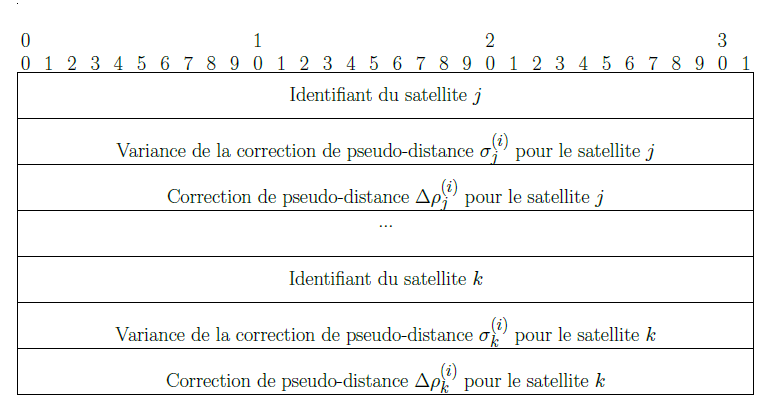 0 1 2 3
0 1 2 3 4 5 6 7 8 9 0 1 2 3 4 5 6 7 8 9 0 1 2 3 4 5 6 7 8 9 0 1
Identifiant du satellite j
Variance de la correction de pseudo-distance σ_j^(i) pour le satellite j
Correction de pseudo-distance Δρ_j^(i) pour le satellite j
...
Identifiant du satellite k
Variance de la correction de pseudo-distance σ_k^(i) pour le satellite k
Correction de pseudo-distance Δρ_k^(i) pour le satellite k